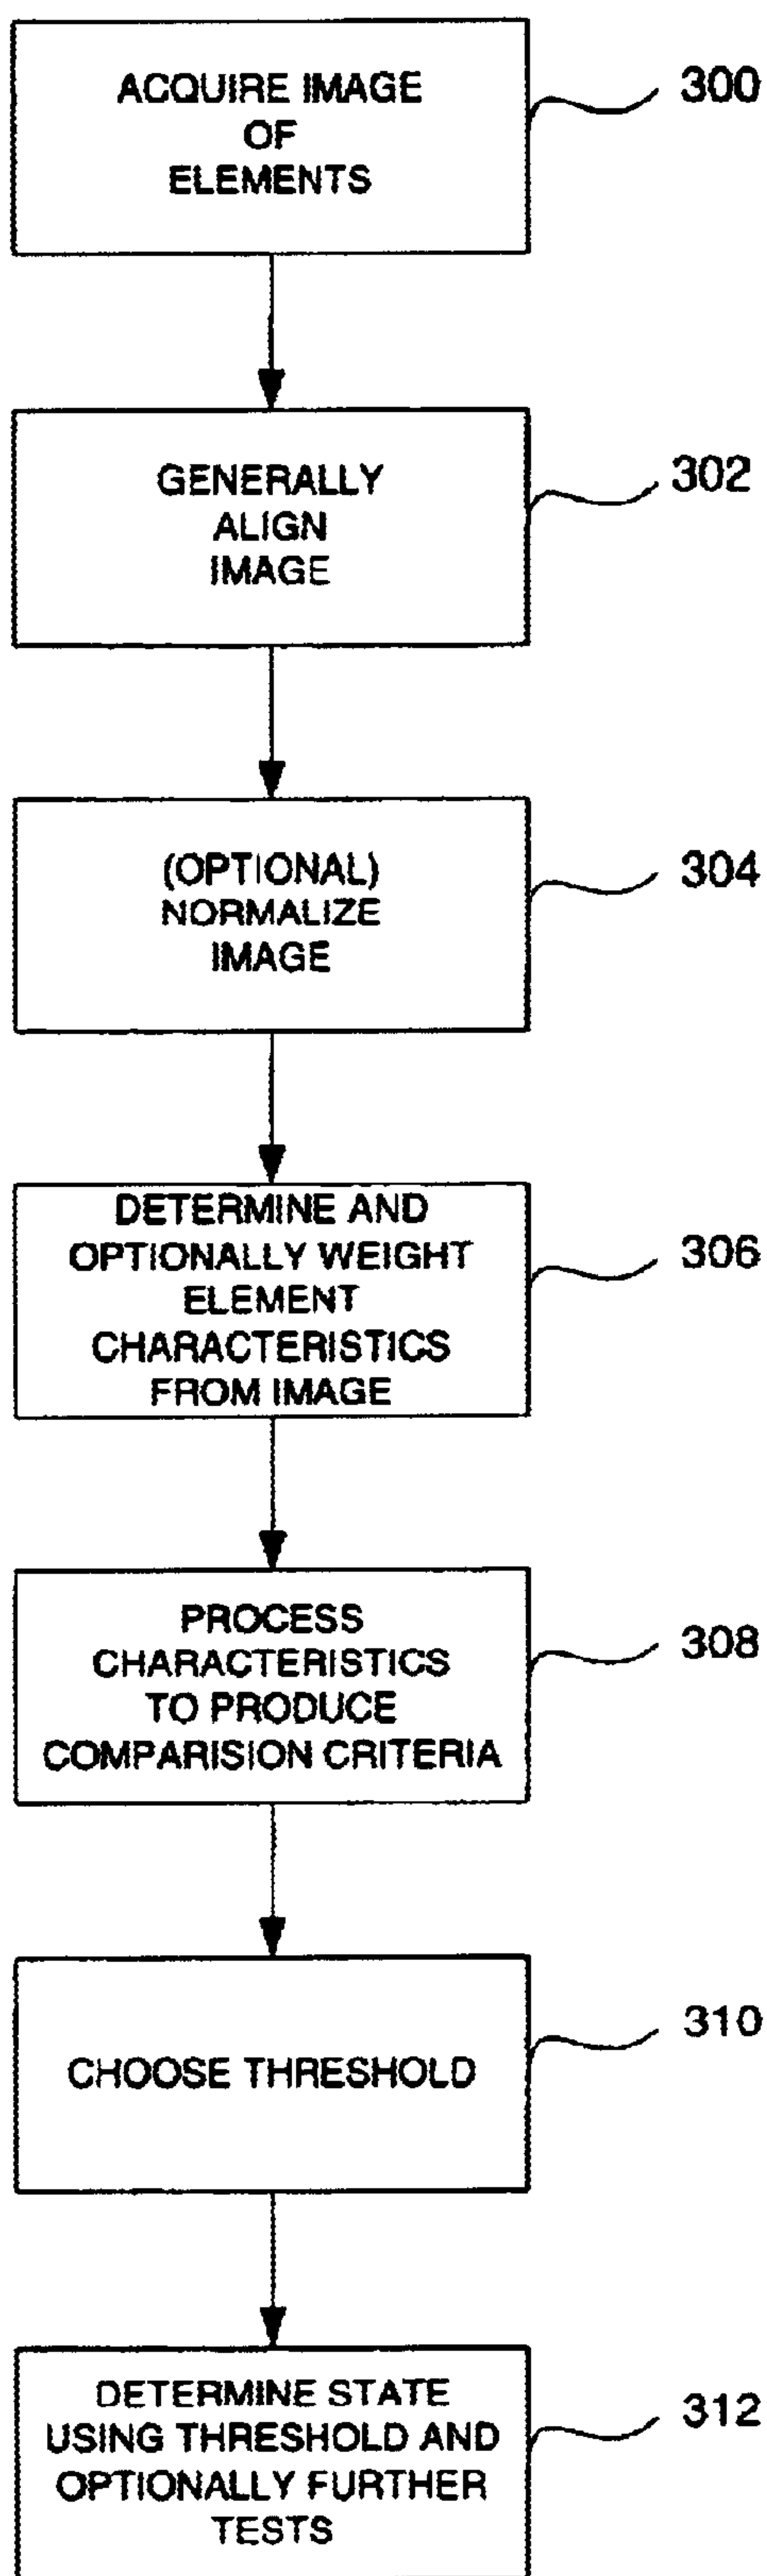 ACQUIRE IMAGE
OF
ELEMENTS
300
GENERALLY
ALIGN
IMAGE
302
(OPTIONAL)
NORMALIZE
IMAGE
304
DETERMINE AND
OPTIONALLY WEIGHT
ELEMENT
CHARACTERISTICS
FROM IMAGE
306
PROCESS
CHARACTERISTICS
TO PRODUCE
COMPARISION CRITERIA
308
CHOOSE THRESHOLD
310
DETERMINE STATE
USING THRESHOLD AND
OPTIONALLY FURTHER
TESTS
312